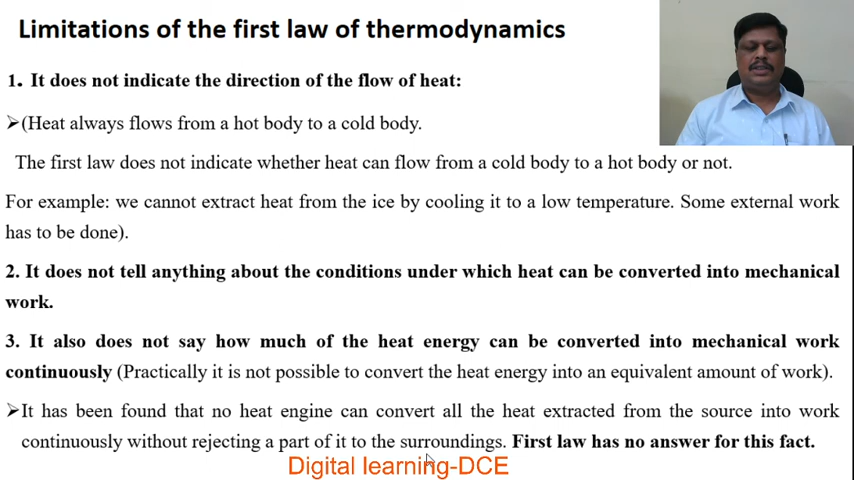 Limitations of the first law of thermodynamics
1. It does not indicate the direction of the flow of heat:
➢(Heat always flows from a hot body to a cold body.
The first law does not indicate whether heat can flow from a cold body to a hot body or not.
For example: we cannot extract heat from the ice by cooling it to a low temperature. Some external work
has to be done).
2. It does not tell anything about the conditions under which heat can be converted into mechanical
work.
3. It also does not say how much of the heat energy can be converted into mechanical work
continuously (Practically it is not possible to convert the heat energy into an equivalent amount of work).
➢It has been found that no heat engine can convert all the heat extracted from the source into work
continuously without rejecting a part of it to the surroundings. First law has no answer for this fact.
Digital learning-DCE